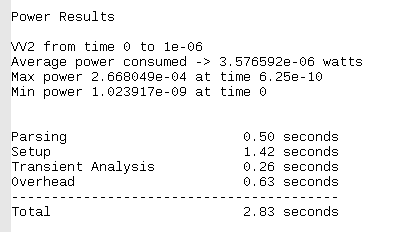 Power Results
VV2 from time 0 to 1e-06
Average power consumed -> 3.576592e-06 watts
Max power 2.668049e-04 at time 6.25e-10
Min power 1.023917e-09 at time 0
Parsing 0.50 seconds
Setup 1.42 seconds
Transient Analysis 0.26 seconds
Overhead 0.63 seconds
-----------------------------------------
Total 2.83 seconds